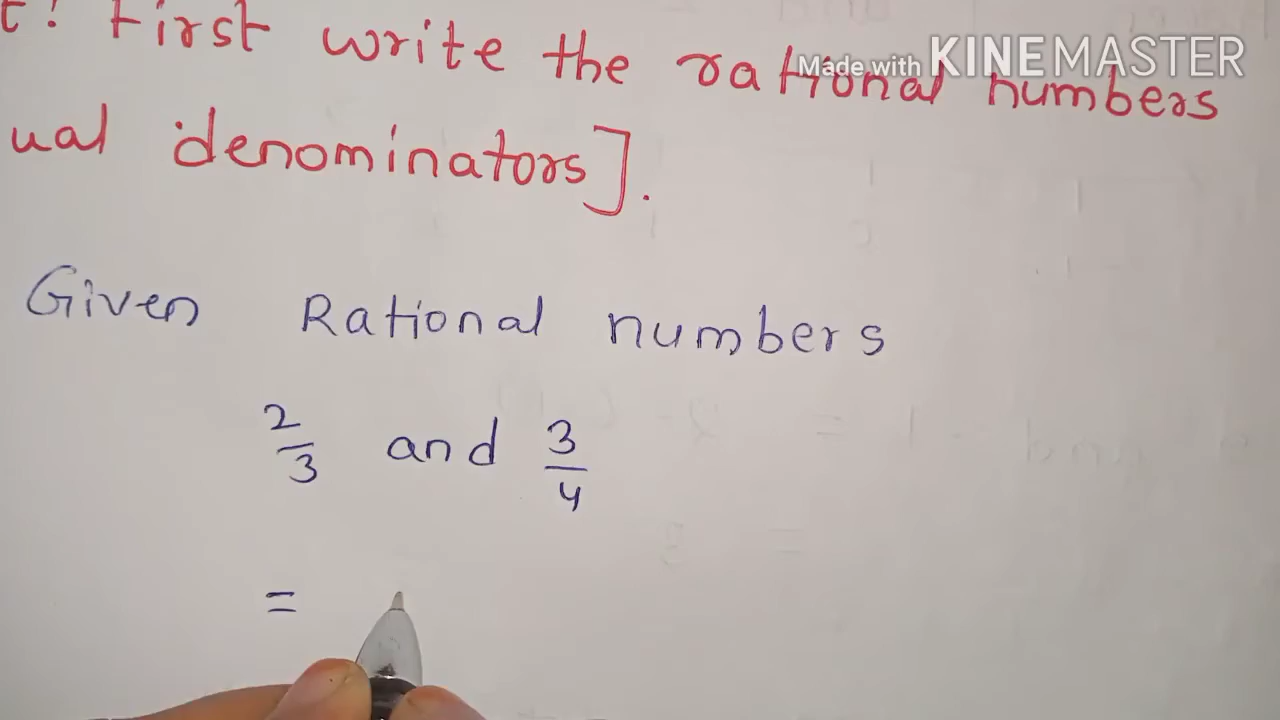 t: First write the rational numbers
ual denominators].
Made with KINEMASTER
Given Rational numbers
2/3 and 3/4
=